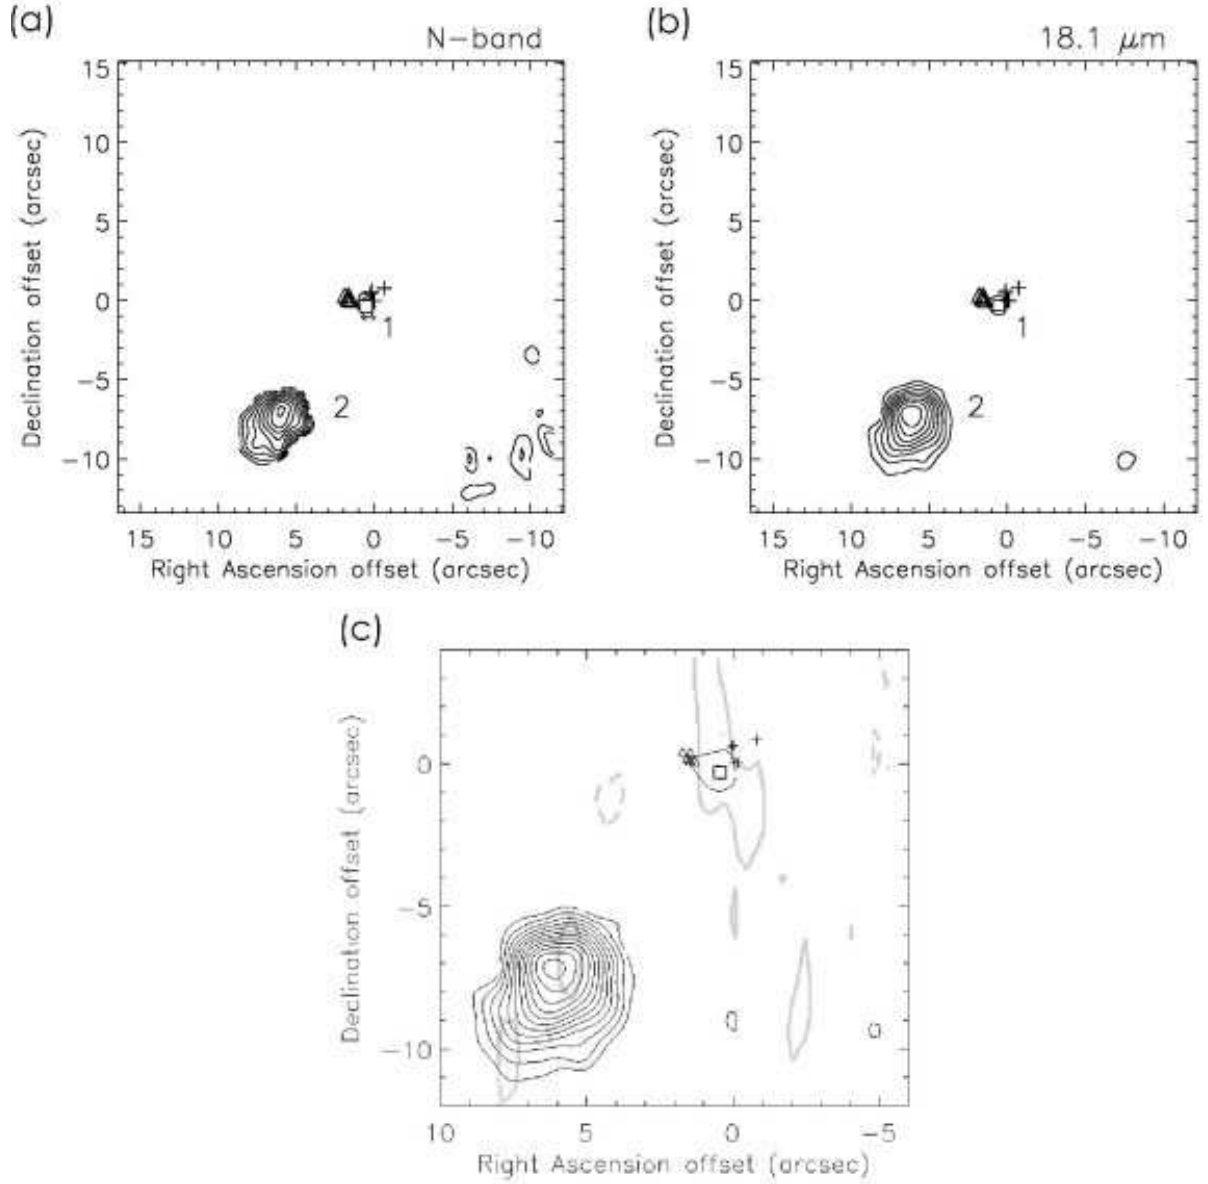 (a)
N-band
15
10
5
0
-5
-10
Declination offset (arcsec)
1
2
15 10 5 0 -5 -10
Right Ascension offset (arcsec)
(b)
18.1 μm
15
10
5
0
-5
-10
Declination offset (arcsec)
1
2
15 10 5 0 -5 -10
Right Ascension offset (arcsec)
(c)
0
-5
-10
Declination offset (arcsec)
10 5 0 -5
Right Ascension offset (arcsec)